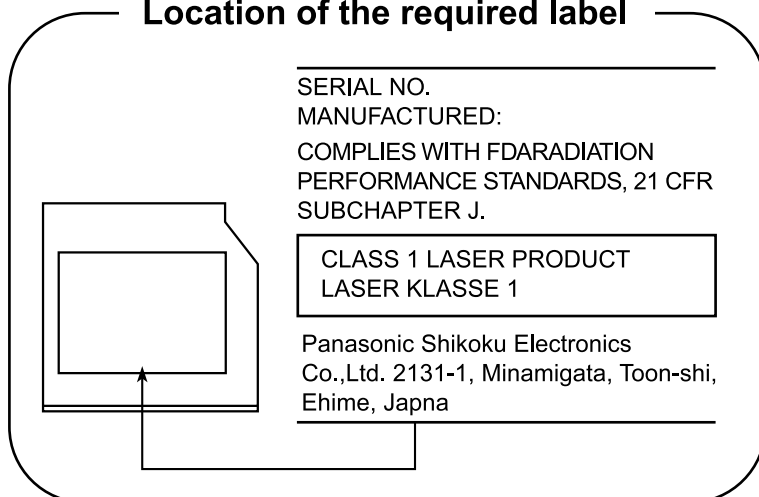 Location of the required label
SERIAL NO.
MANUFACTURED:
COMPLIES WITH FDARADIATION
PERFORMANCE STANDARDS, 21 CFR
SUBCHAPTER J.
CLASS 1 LASER PRODUCT
LASER KLASSE 1
Panasonic Shikoku Electronics
Co.,Ltd. 2131-1, Minamigata, Toon-shi,
Ehime, Japna